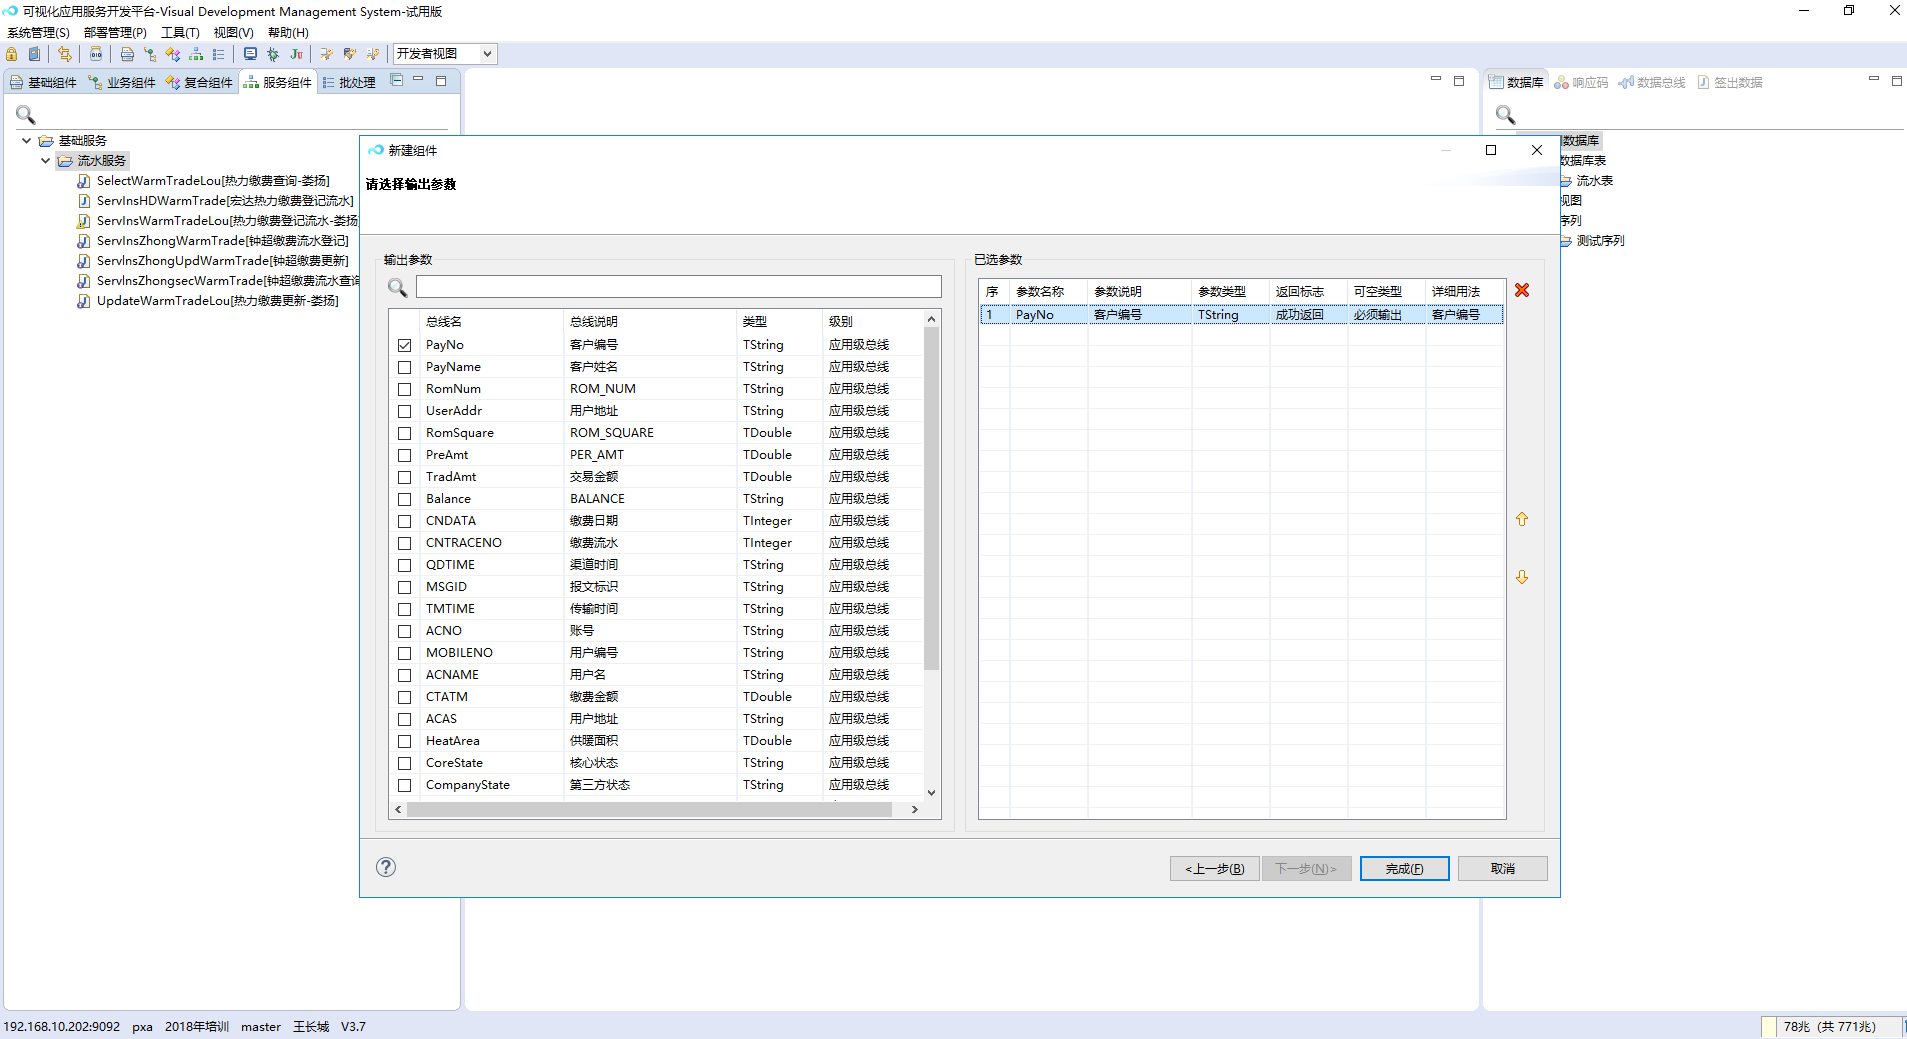 可视化应用服务开发平台-Visual Development Management System-试用版
系统管理(S) 部署管理(P) 工具(T) 视图(V) 帮助(H)
开发者视图
基础组件 业务组件 复合组件 服务组件 批处理
基础服务
流水服务
SelectWarmTradeLou[热力缴费查询-娄扬]
ServInsHDWarmTrade[宏达热力缴费登记流水]
ServInsWarmTradeLou[热力缴费登记流水-娄扬
ServInsZhongWarmTrade[钟超缴费流水登记]
ServInsZhongUpdWarmTrade[钟超缴费更新]
ServInsZhongsecWarmTrade[钟超缴费流水查询
UpdateWarmTradeLou[热力缴费更新-娄扬]
数据库 响应码 数据总线 签出数据
数据库
数据库表
流水表
视图
序列
测试序列
新建组件
请选择输出参数
输出参数
总线名 总线说明 类型 级别
PayNo 客户编号 TString 应用级总线
PayName 客户姓名 TString 应用级总线
RomNum ROM_NUM TString 应用级总线
UserAddr 用户地址 TString 应用级总线
RomSquare ROM_SQUARE TDouble 应用级总线
PreAmt PER_AMT TDouble 应用级总线
TradAmt 交易金额 TDouble 应用级总线
Balance BALANCE TString 应用级总线
CNDATA 缴费日期 TInteger 应用级总线
CNTRACENO 缴费流水 TInteger 应用级总线
QDTIME 渠道时间 TString 应用级总线
MSGID 报文标识 TString 应用级总线
TMTIME 传输时间 TString 应用级总线
ACNO 账号 TString 应用级总线
MOBILENO 用户编号 TString 应用级总线
ACNAME 用户名 TString 应用级总线
CTATM 缴费金额 TDouble 应用级总线
ACAS 用户地址 TString 应用级总线
HeatArea 供暖面积 TDouble 应用级总线
CoreState 核心状态 TString 应用级总线
CompanyState 第三方状态 TString 应用级总线
已选参数
序 参数名称 参数说明 参数类型 返回标志 可空类型 详细用法
1 PayNo 客户编号 TString 成功返回 必须输出 客户编号
<上一步(B) 下一步(N)> 完成(F) 取消
192.168.10.202:9092 pxa 2018年培训 master 王长城 V3.7
78兆 (共 771兆)